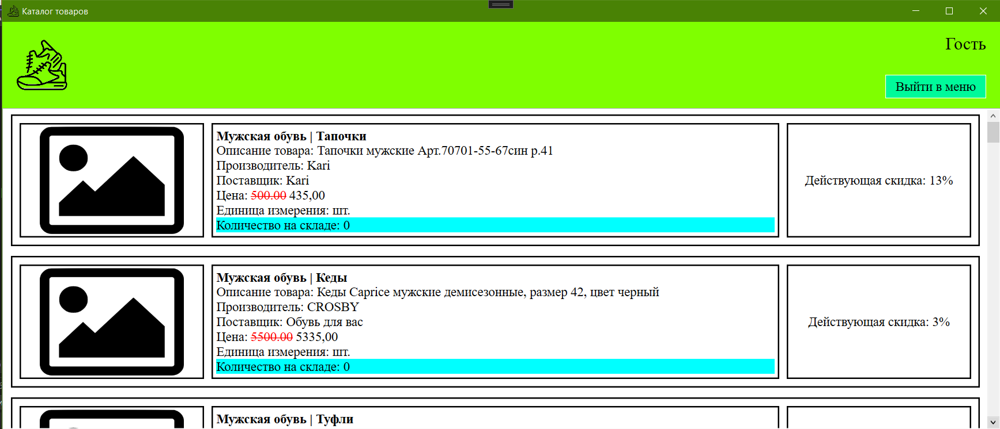 Каталог товаров
Гость
Выйти в меню
Мужская обувь | Тапочки
Описание товара: Тапочки мужские Арт.70701-55-67син р.41
Производитель: Kari
Поставщик: Kari
Цена: 500.00 435,00
Единица измерения: шт.
Количество на складе: 0
Действующая скидка: 13%
Мужская обувь | Кеды
Описание товара: Кеды Caprice мужские демисезонные, размер 42, цвет черный
Производитель: CROSBY
Поставщик: Обувь для вас
Цена: 5500.00 5335,00
Единица измерения: шт.
Количество на складе: 0
Действующая скидка: 3%
Мужская обувь | Туфли